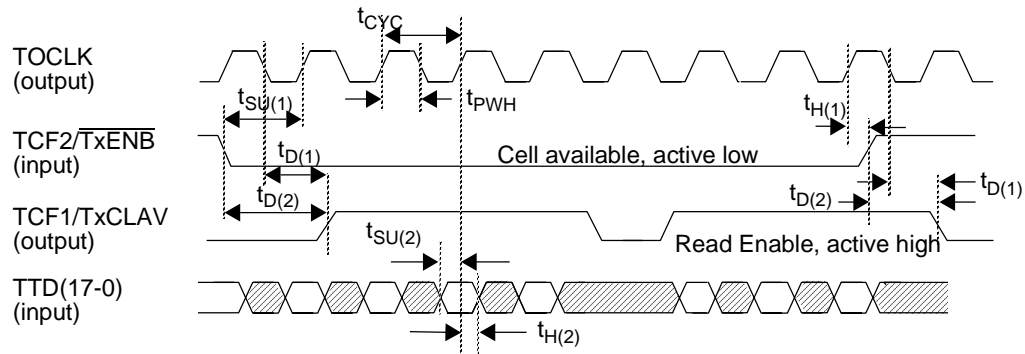 tCYC
TOCLK
(output)
tSU(1)
tPWH
tH(1)
TCF2/TxENB
(input)
Cell available, active low
tD(1)
tD(2)
tD(2)
tD(1)
TCF1/TxCLAV
(output)
tSU(2)
Read Enable, active high
TTD(17-0)
(input)
tH(2)